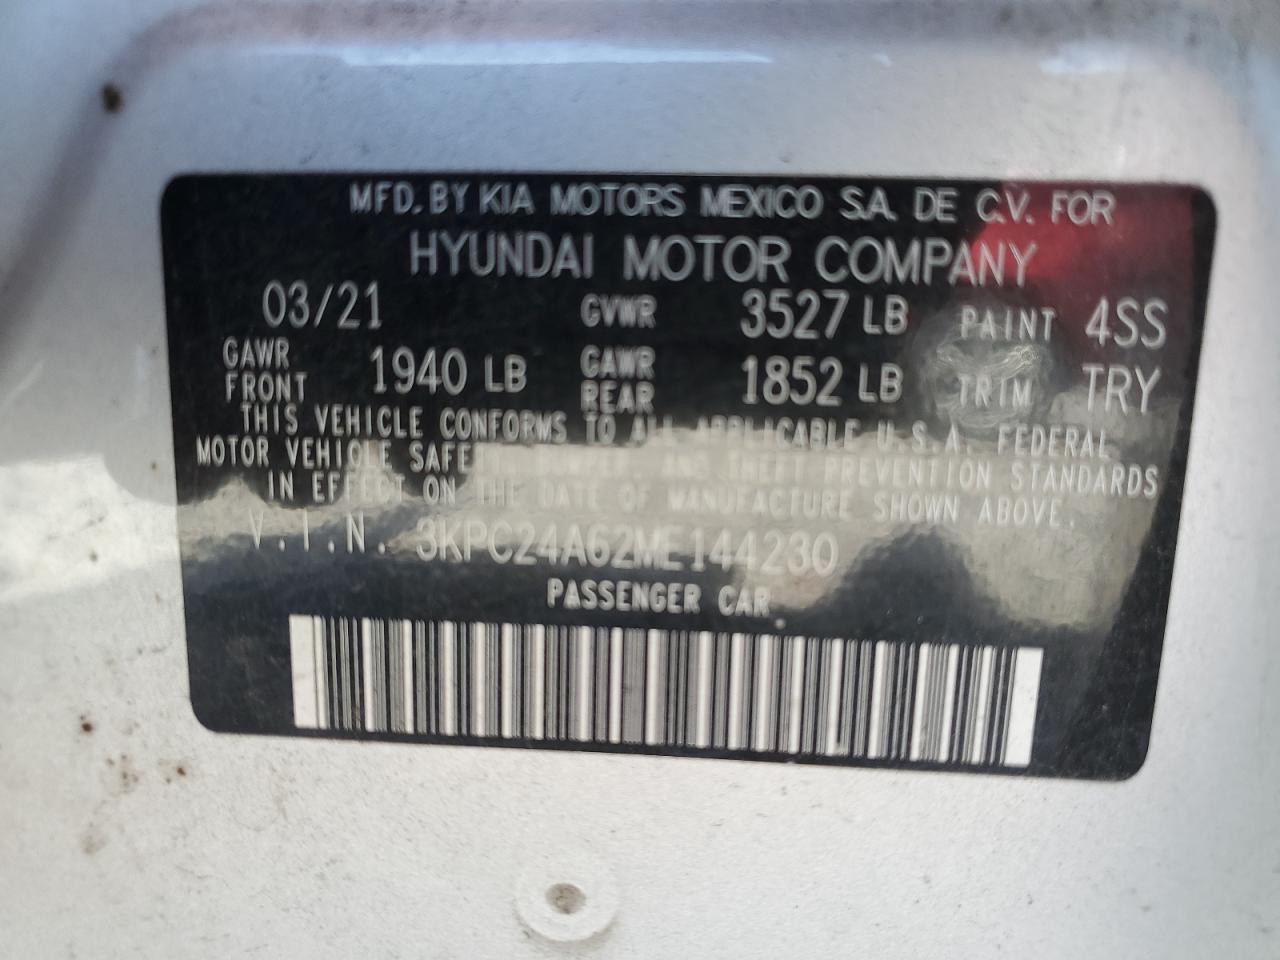 MFD. BY KIA MOTORS MEXICO S.A. DE C.V. FOR
HYUNDAI MOTOR COMPANY
03/21 GVWR 3527 LB PAINT 4SS
GAWR FRONT 1940 LB GAWR REAR 1852 LB TRIM TRY
THIS VEHICLE CONFORMS TO ALL APPLICABLE U.S.A. FEDERAL
MOTOR VEHICLE SAFETY, BUMPER, AND THEFT PREVENTION STANDARDS
IN EFFECT ON THE DATE OF MANUFACTURE SHOWN ABOVE.
V.I.N. 3KPC24A62ME144230
PASSENGER CAR